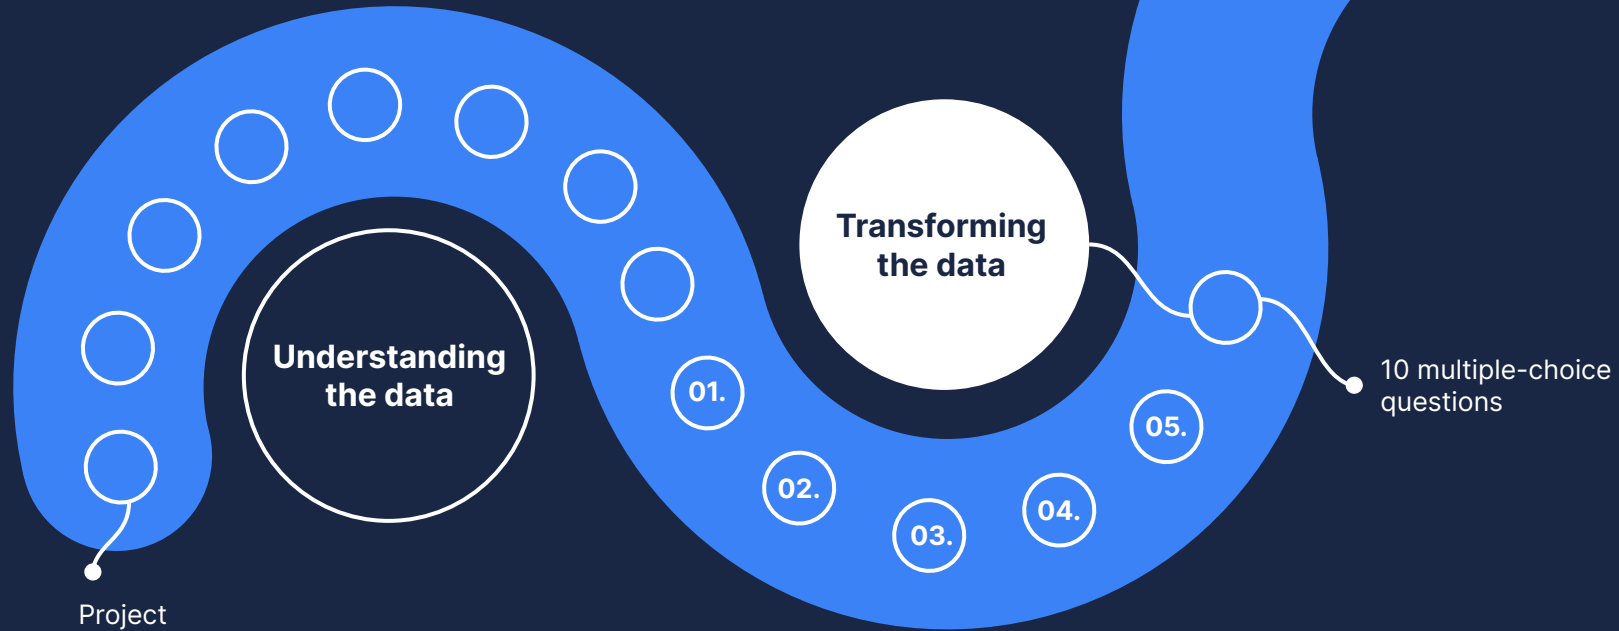 Understanding
the data
Project
01.
02.
03.
04.
05.
Transforming
the data
10 multiple-choice
questions